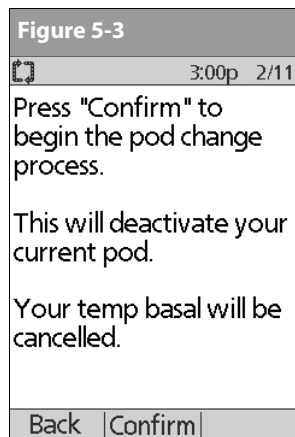 Figure 5-3
3:00p 2/11
Press "Confirm" to
begin the pod change
process.
This will deactivate your
current pod.
Your temp basal will be
cancelled.
Back Confirm